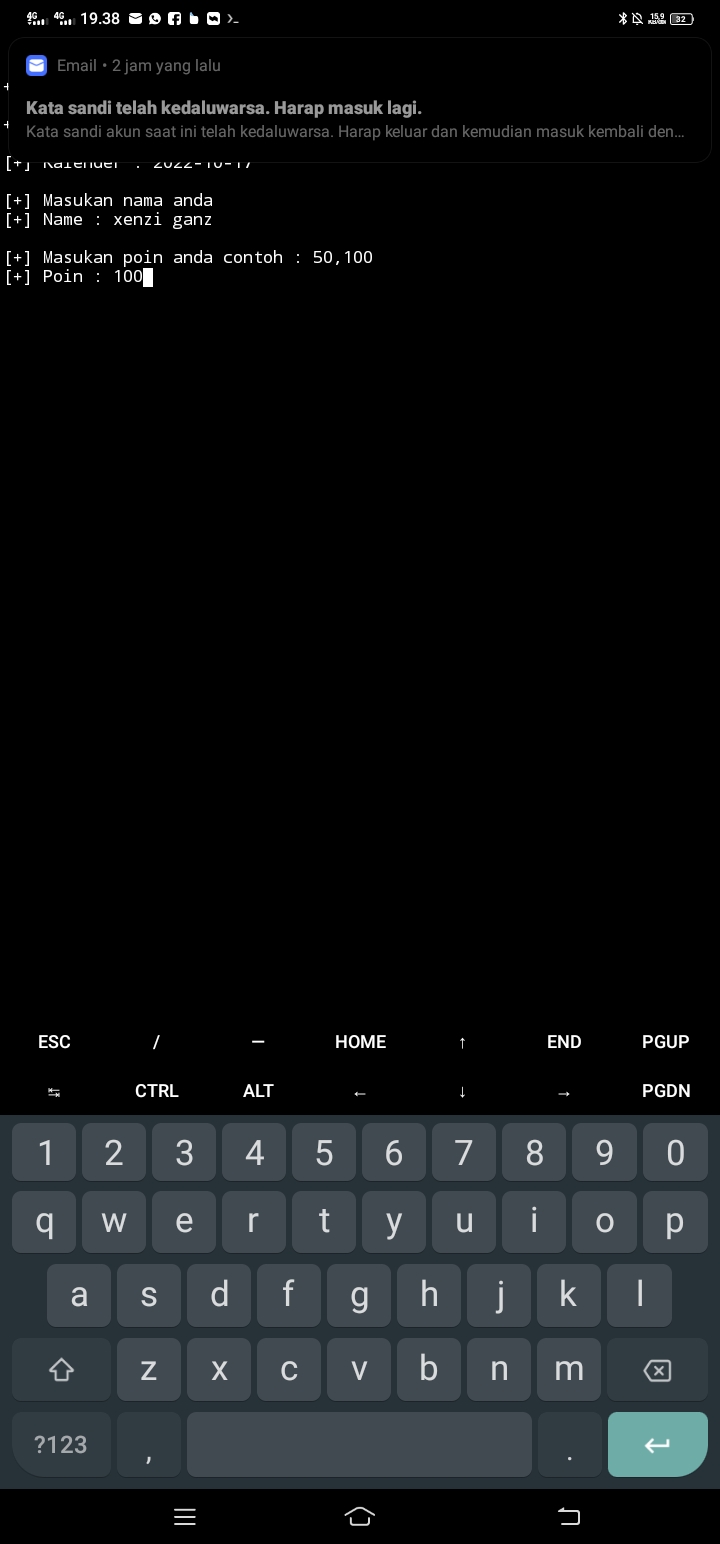 4G 4G 19.38 15,9 32
Email • 2 jam yang lalu
Kata sandi telah kedaluwarsa. Harap masuk lagi.
Kata sandi akun saat ini telah kedaluwarsa. Harap keluar dan kemudian masuk kembali den...
[+] Kalender : 2022-10-17
[+] Masukan nama anda
[+] Name : xenzi ganz
[+] Masukan poin anda contoh : 50,100
[+] Poin : 100
ESC / — HOME ↑ END PGUP
↹ CTRL ALT ← ↓ → PGDN
1 2 3 4 5 6 7 8 9 0
q w e r t y u i o p
a s d f g h j k l
z x c v b n m
?123 , .